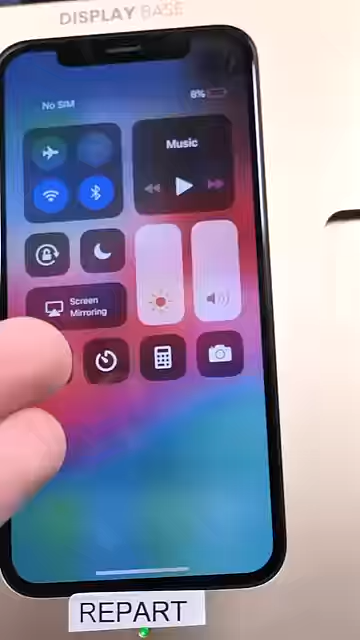 DISPLAY BASE
No SIM
8%
Music
Screen
Mirroring
REPART